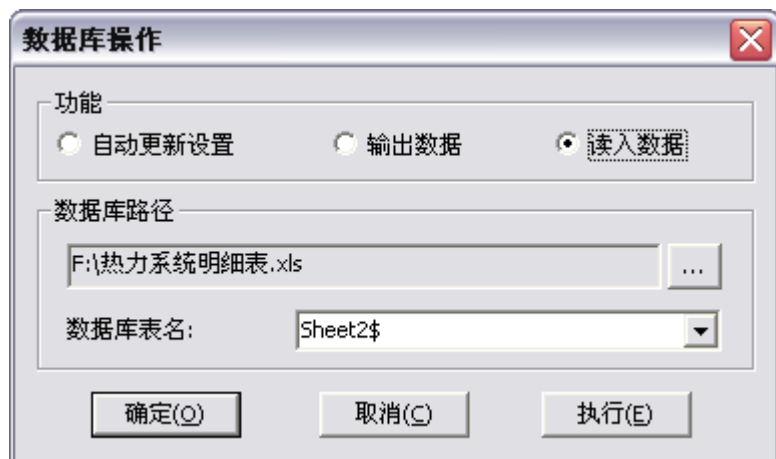 数据库操作
功能
自动更新设置 输出数据 读入数据
数据库路径
F:\热力系统明细表.xls ...
数据库表名: Sheet2$
确定(O) 取消(C) 执行(E)